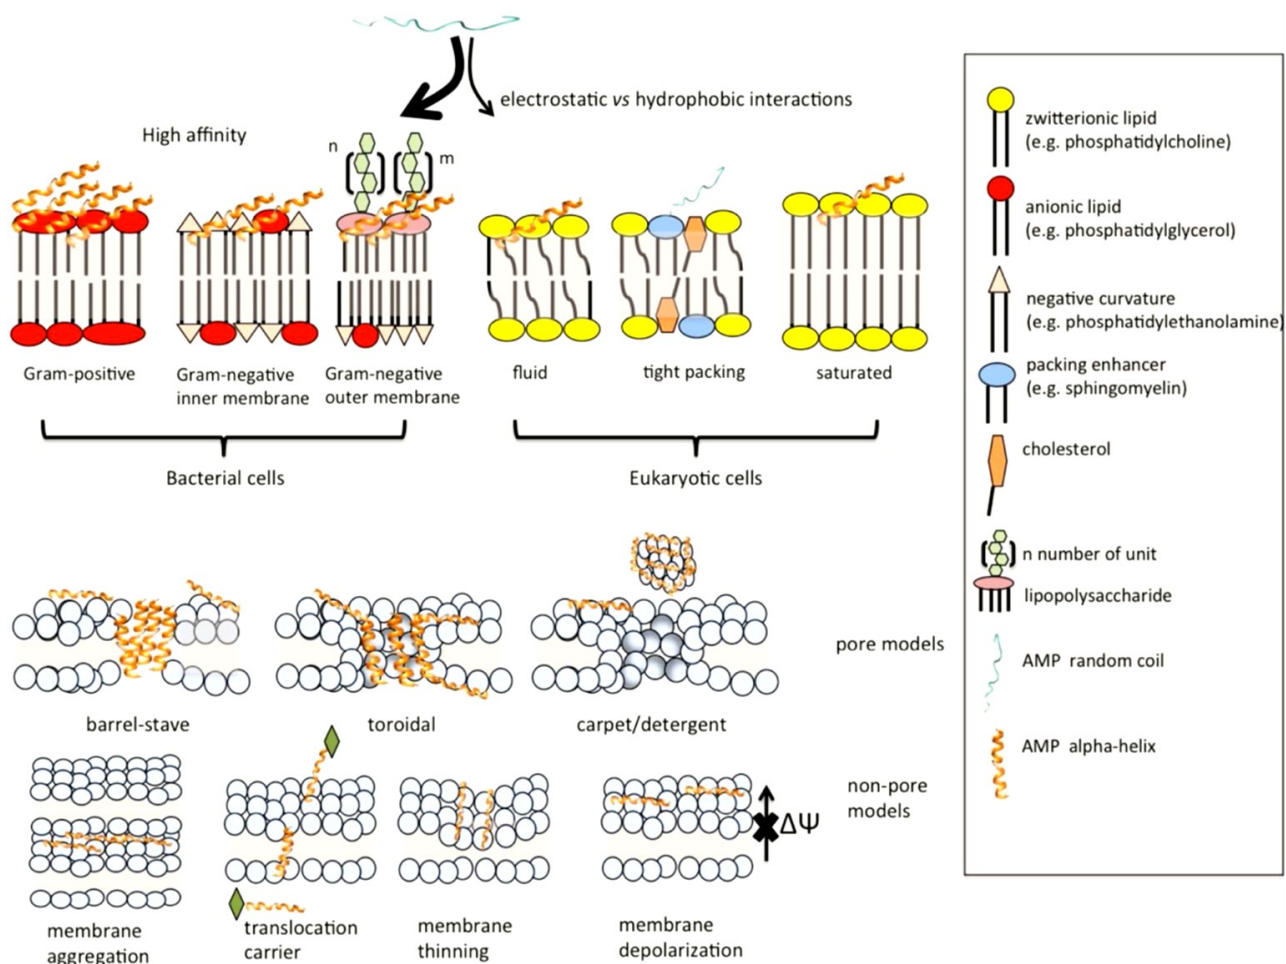 electrostatic vs hydrophobic interactions
High affinity
n
m
Gram-positive
Gram-negative
inner membrane
Gram-negative
outer membrane
fluid
tight packing
saturated
Bacterial cells
Eukaryotic cells
zwitterionic lipid
(e.g. phosphatidylcholine)
anionic lipid
(e.g. phosphatidylglycerol)
negative curvature
(e.g. phosphatidylethanolamine)
packing enhancer
(e.g. sphingomyelin)
cholesterol
n number of unit
lipopolysaccharide
AMP random coil
AMP alpha-helix
pore models
barrel-stave
toroidal
carpet/detergent
non-pore
models
ΔΨ
membrane
aggregation
translocation
carrier
membrane
thinning
membrane
depolarization